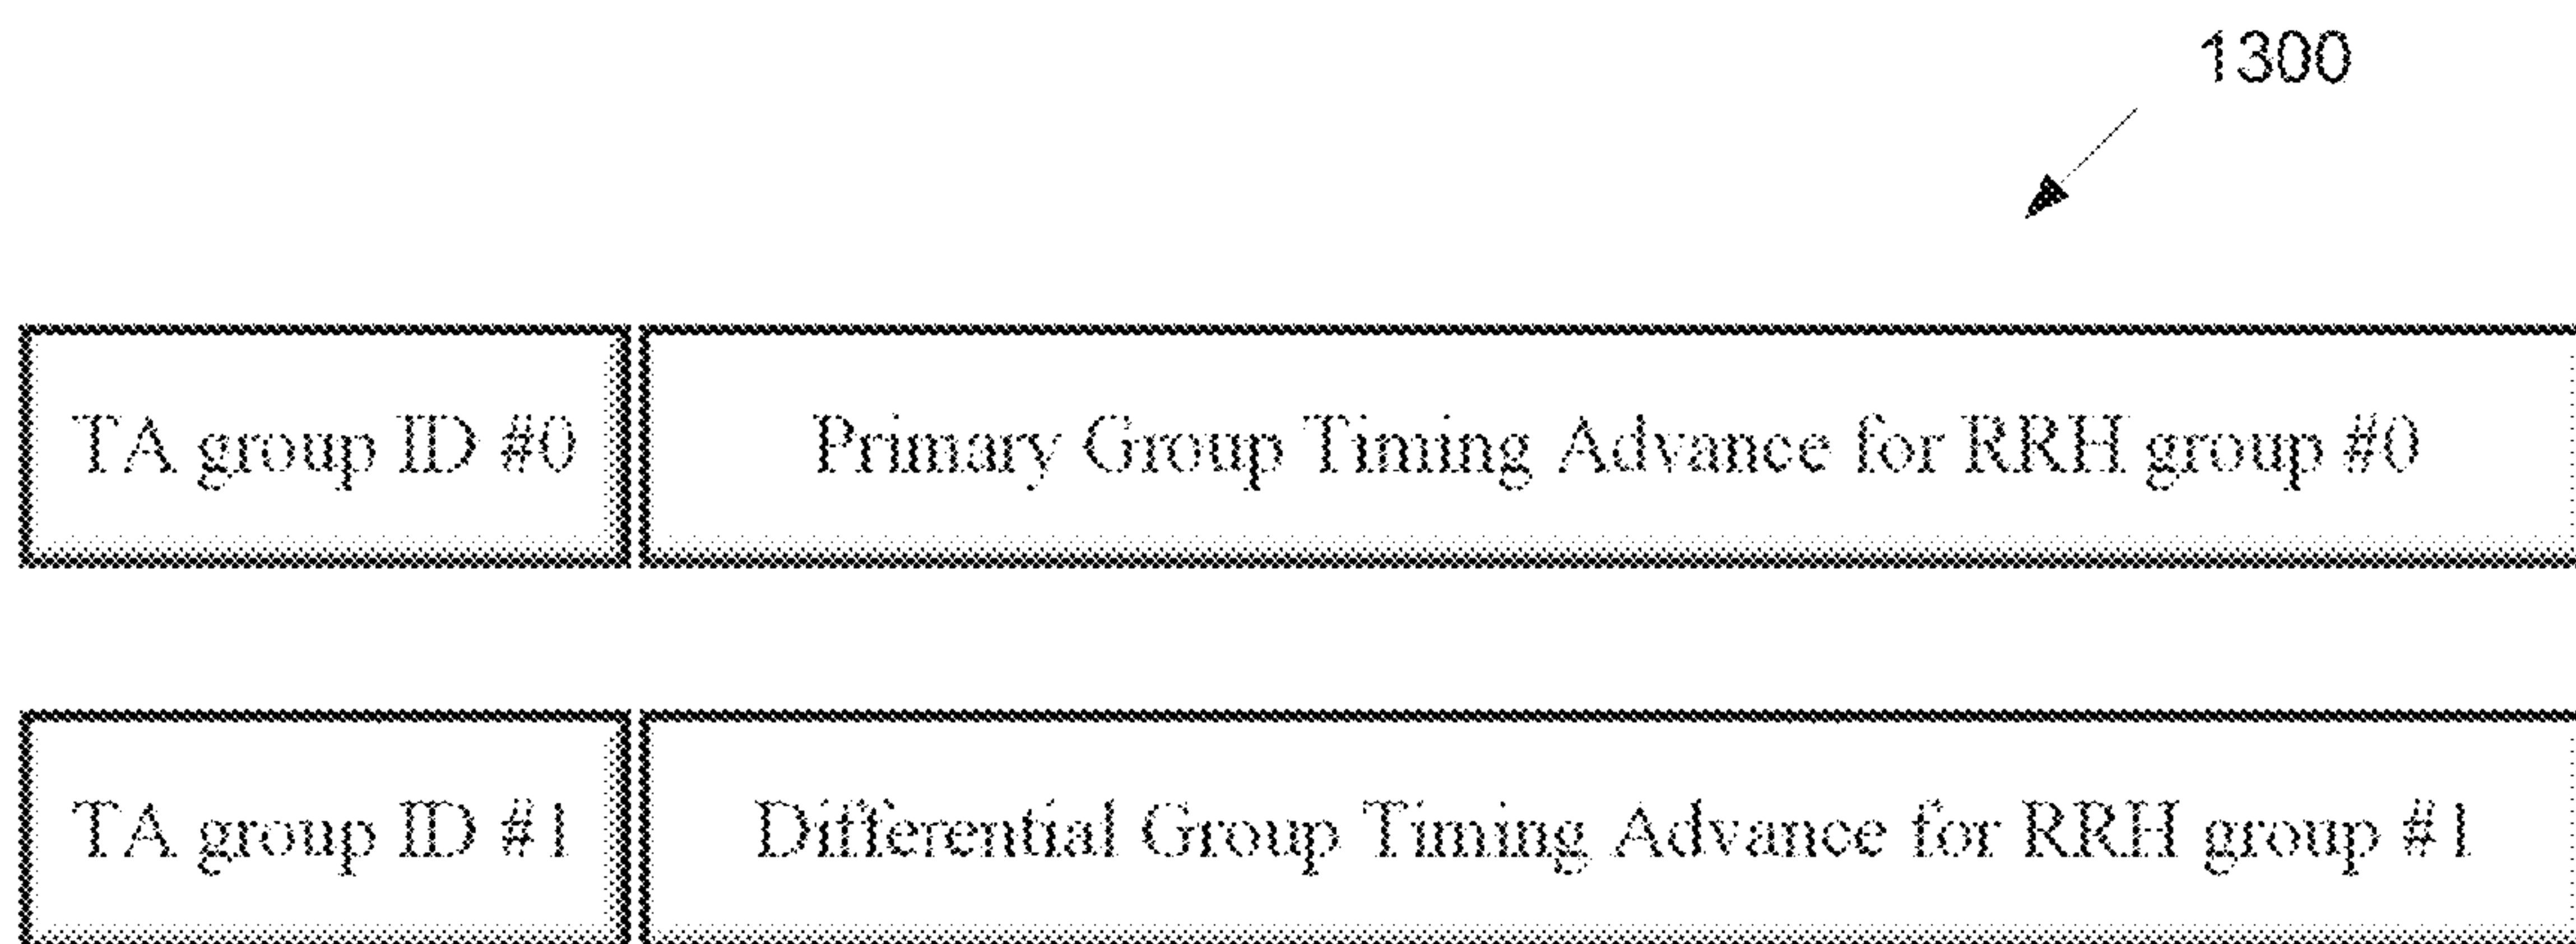 1300
TA group ID #0 Primary Group Timing Advance for RRH group #0
TA group ID #1 Differential Group Timing Advance for RRH group #1